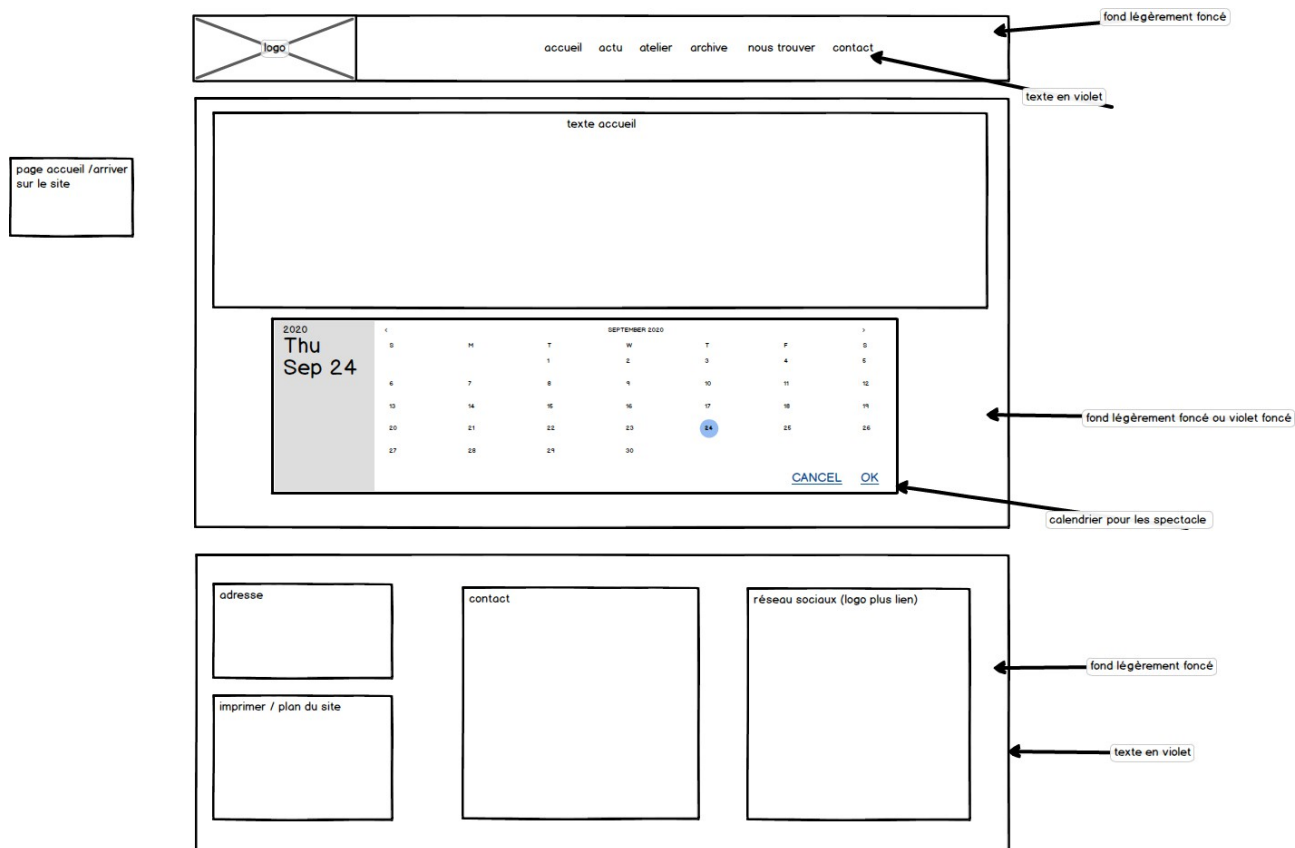 fond légèrement foncé
logo
accueil actu atelier archive nous trouver contact
texte en violet
texte accueil
page accueil /arriver
sur le site
2020
Thu
Sep 24
‹ SEPTEMBER 2020 ›
S M T W T F S
1 2 3 4 5
6 7 8 9 10 11 12
13 14 15 16 17 18 19
20 21 22 23 24 25 26
27 28 29 30
CANCEL OK
fond légèrement foncé ou violet foncé
calendrier pour les spectacle
adresse
contact
réseau sociaux (logo plus lien)
fond légèrement foncé
imprimer / plan du site
texte en violet